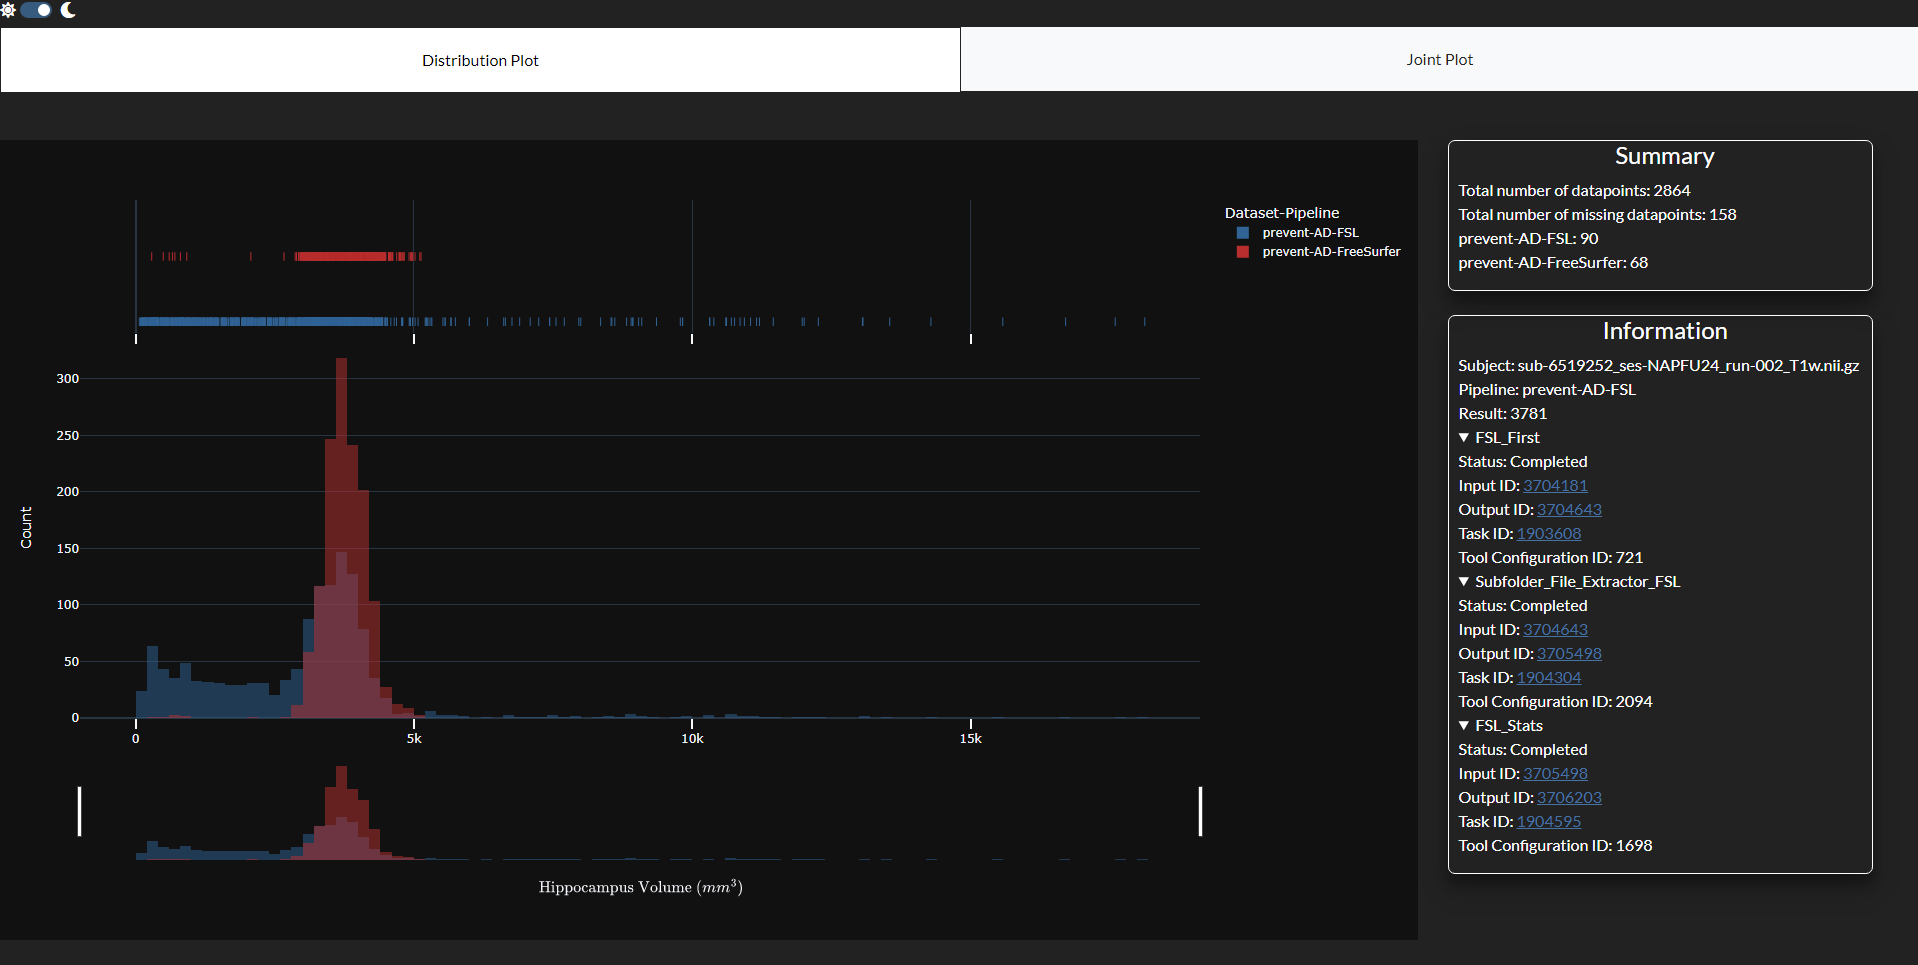 Distribution Plot
Joint Plot
Dataset-Pipeline
prevent-AD-FSL
prevent-AD-FreeSurfer
300
250
200
150
100
50
0
Count
0
5k
10k
15k
Hippocampus Volume (mm³)
Summary
Total number of datapoints: 2864
Total number of missing datapoints: 158
prevent-AD-FSL: 90
prevent-AD-FreeSurfer: 68
Information
Subject: sub-6519252_ses-NAPFU24_run-002_T1w.nii.gz
Pipeline: prevent-AD-FSL
Result: 3781
▼ FSL_First
Status: Completed
Input ID: 3704181
Output ID: 3704643
Task ID: 1903608
Tool Configuration ID: 721
▼ Subfolder_File_Extractor_FSL
Status: Completed
Input ID: 3704643
Output ID: 3705498
Task ID: 1904304
Tool Configuration ID: 2094
▼ FSL_Stats
Status: Completed
Input ID: 3705498
Output ID: 3706203
Task ID: 1904595
Tool Configuration ID: 1698